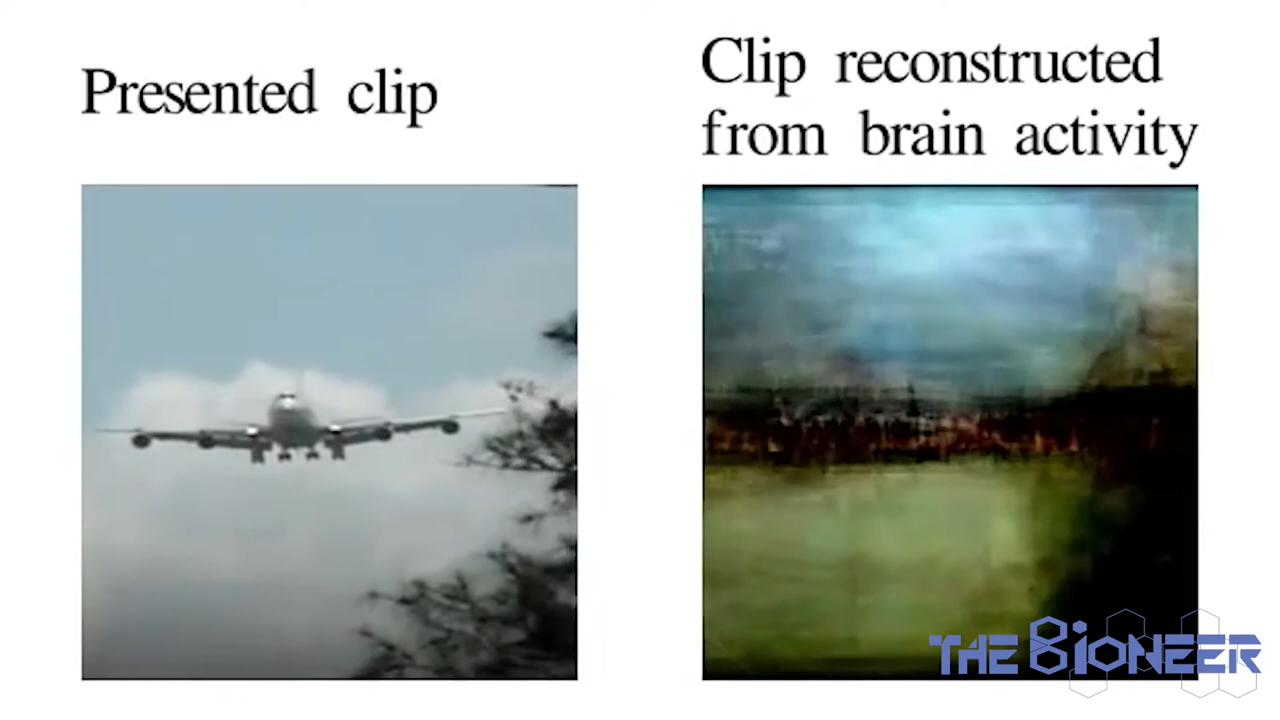 Presented clip
Clip reconstructed
from brain activity
THE BIONEER